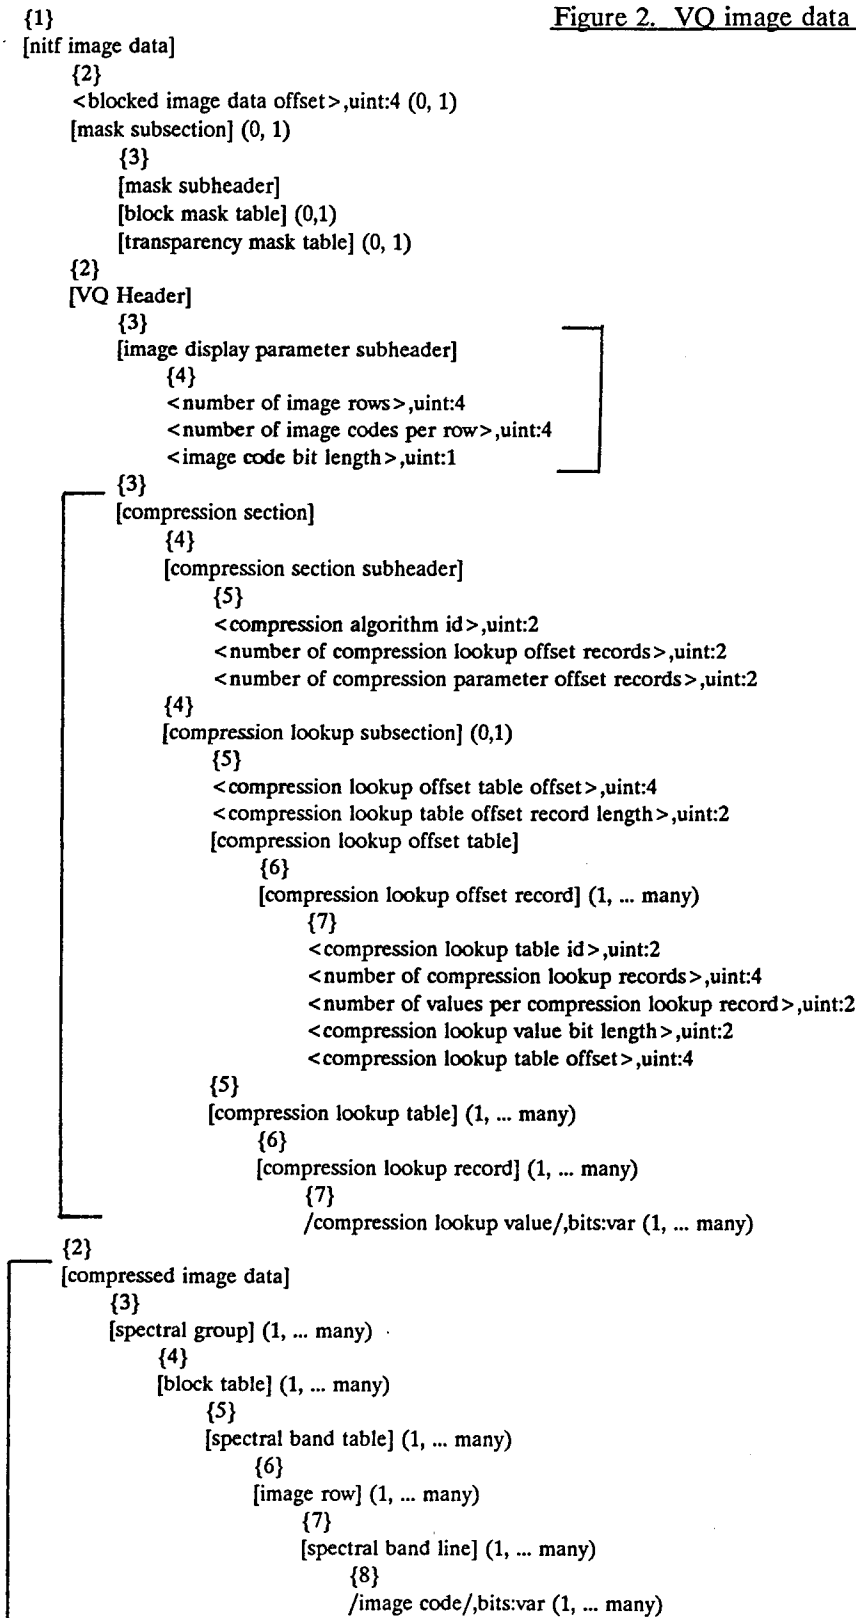 Figure 2. VQ image data
{1}
[nitf image data]
{2}
<blocked image data offset>,uint:4 (0, 1)
[mask subsection] (0, 1)
{3}
[mask subheader]
[block mask table] (0,1)
[transparency mask table] (0, 1)
{2}
[VQ Header]
{3}
[image display parameter subheader]
{4}
<number of image rows>,uint:4
<number of image codes per row>,uint:4
<image code bit length>,uint:1
{3}
[compression section]
{4}
[compression section subheader]
{5}
<compression algorithm id>,uint:2
<number of compression lookup offset records>,uint:2
<number of compression parameter offset records>,uint:2
{4}
[compression lookup subsection] (0,1)
{5}
<compression lookup offset table offset>,uint:4
<compression lookup table offset record length>,uint:2
[compression lookup offset table]
{6}
[compression lookup offset record] (1, ... many)
{7}
<compression lookup table id>,uint:2
<number of compression lookup records>,uint:4
<number of values per compression lookup record>,uint:2
<compression lookup value bit length>,uint:2
<compression lookup table offset>,uint:4
{5}
[compression lookup table] (1, ... many)
{6}
[compression lookup record] (1, ... many)
{7}
/compression lookup value/,bits:var (1, ... many)
{2}
[compressed image data]
{3}
[spectral group] (1, ... many)
{4}
[block table] (1, ... many)
{5}
[spectral band table] (1, ... many)
{6}
[image row] (1, ... many)
{7}
[spectral band line] (1, ... many)
{8}
/image code/,bits:var (1, ... many)